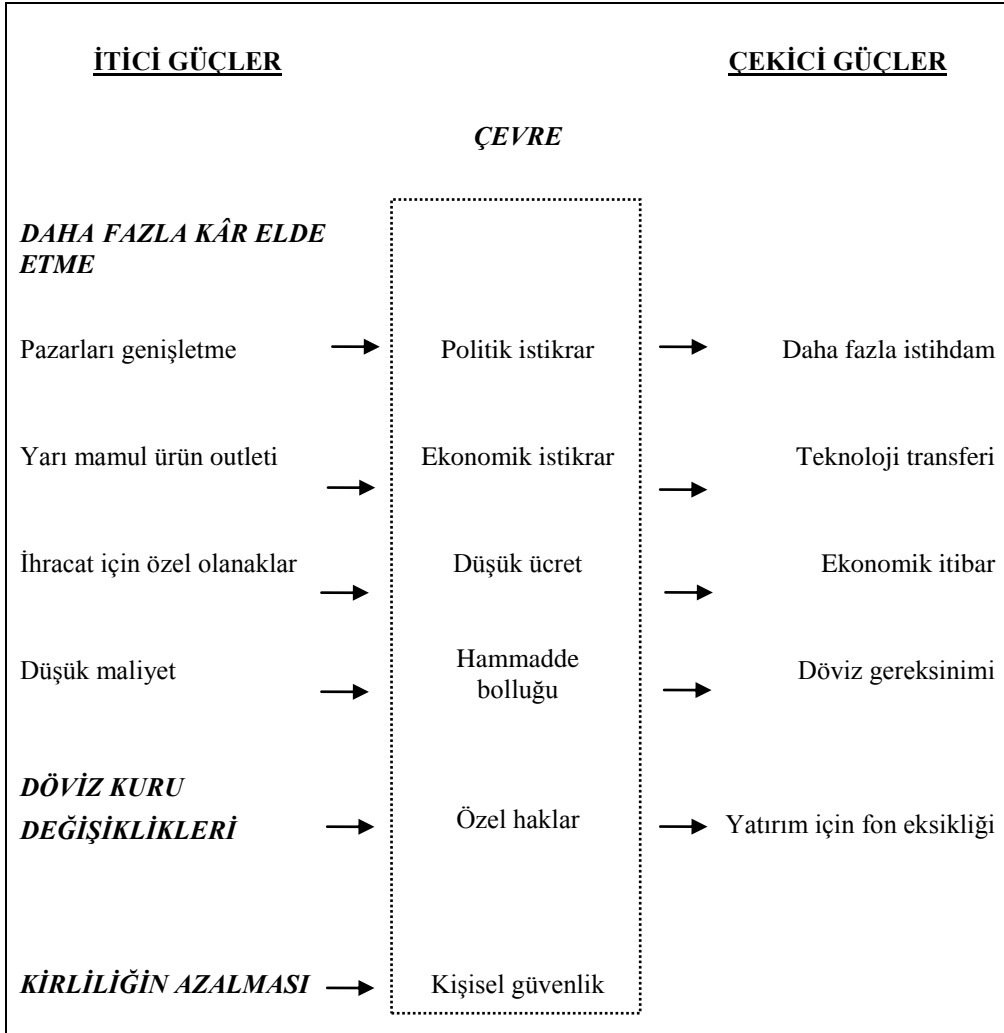 İTİCİ GÜÇLER
ÇEKİCİ GÜÇLER
ÇEVRE
DAHA FAZLA KÂR ELDE
ETME
Pazarları genişletme
Politik istikrar
Daha fazla istihdam
Yarı mamul ürün outleti
Ekonomik istikrar
Teknoloji transferi
İhracat için özel olanaklar
Düşük ücret
Ekonomik itibar
Düşük maliyet
Hammadde
bolluğu
Döviz gereksinimi
DÖVİZ KURU
DEĞİŞİKLİKLERİ
Özel haklar
Yatırım için fon eksikliği
KİRLİLİĞİN AZALMASI
Kişisel güvenlik